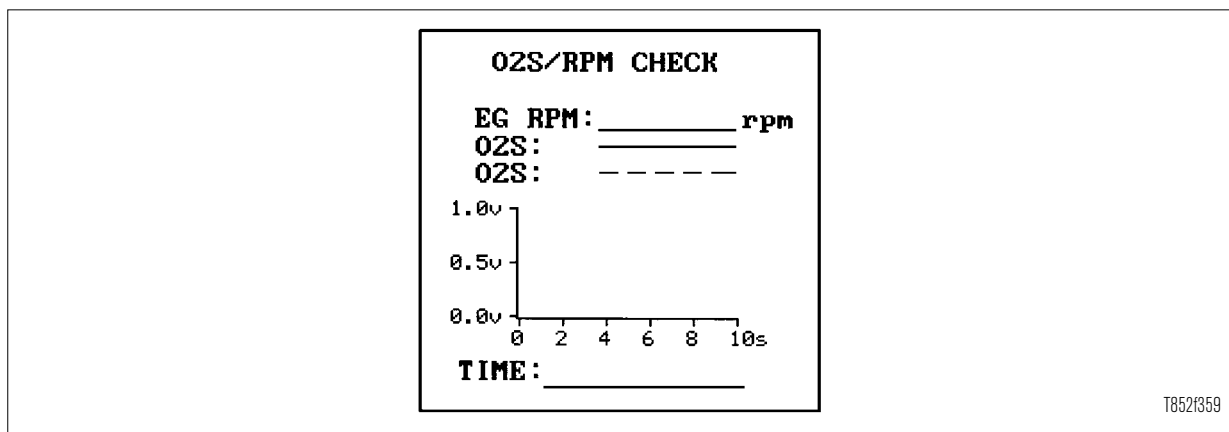 O2S/RPM CHECK
EG RPM: rpm
O2S:
O2S:
1.0v
0.5v
0.0v
0 2 4 6 8 10s
TIME:
T852f359